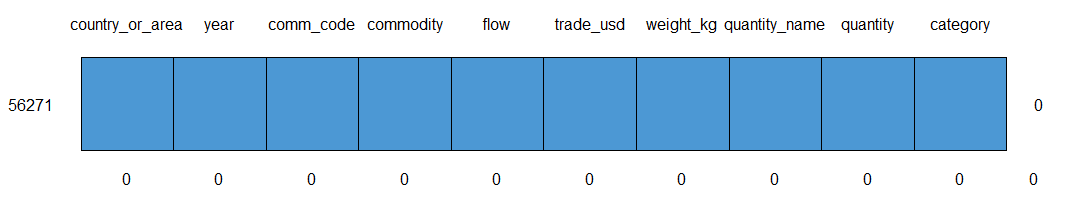 country_or_area year comm_code commodity flow trade_usd weight_kg quantity_name quantity category
56271 0
0 0 0 0 0 0 0 0 0 0 0